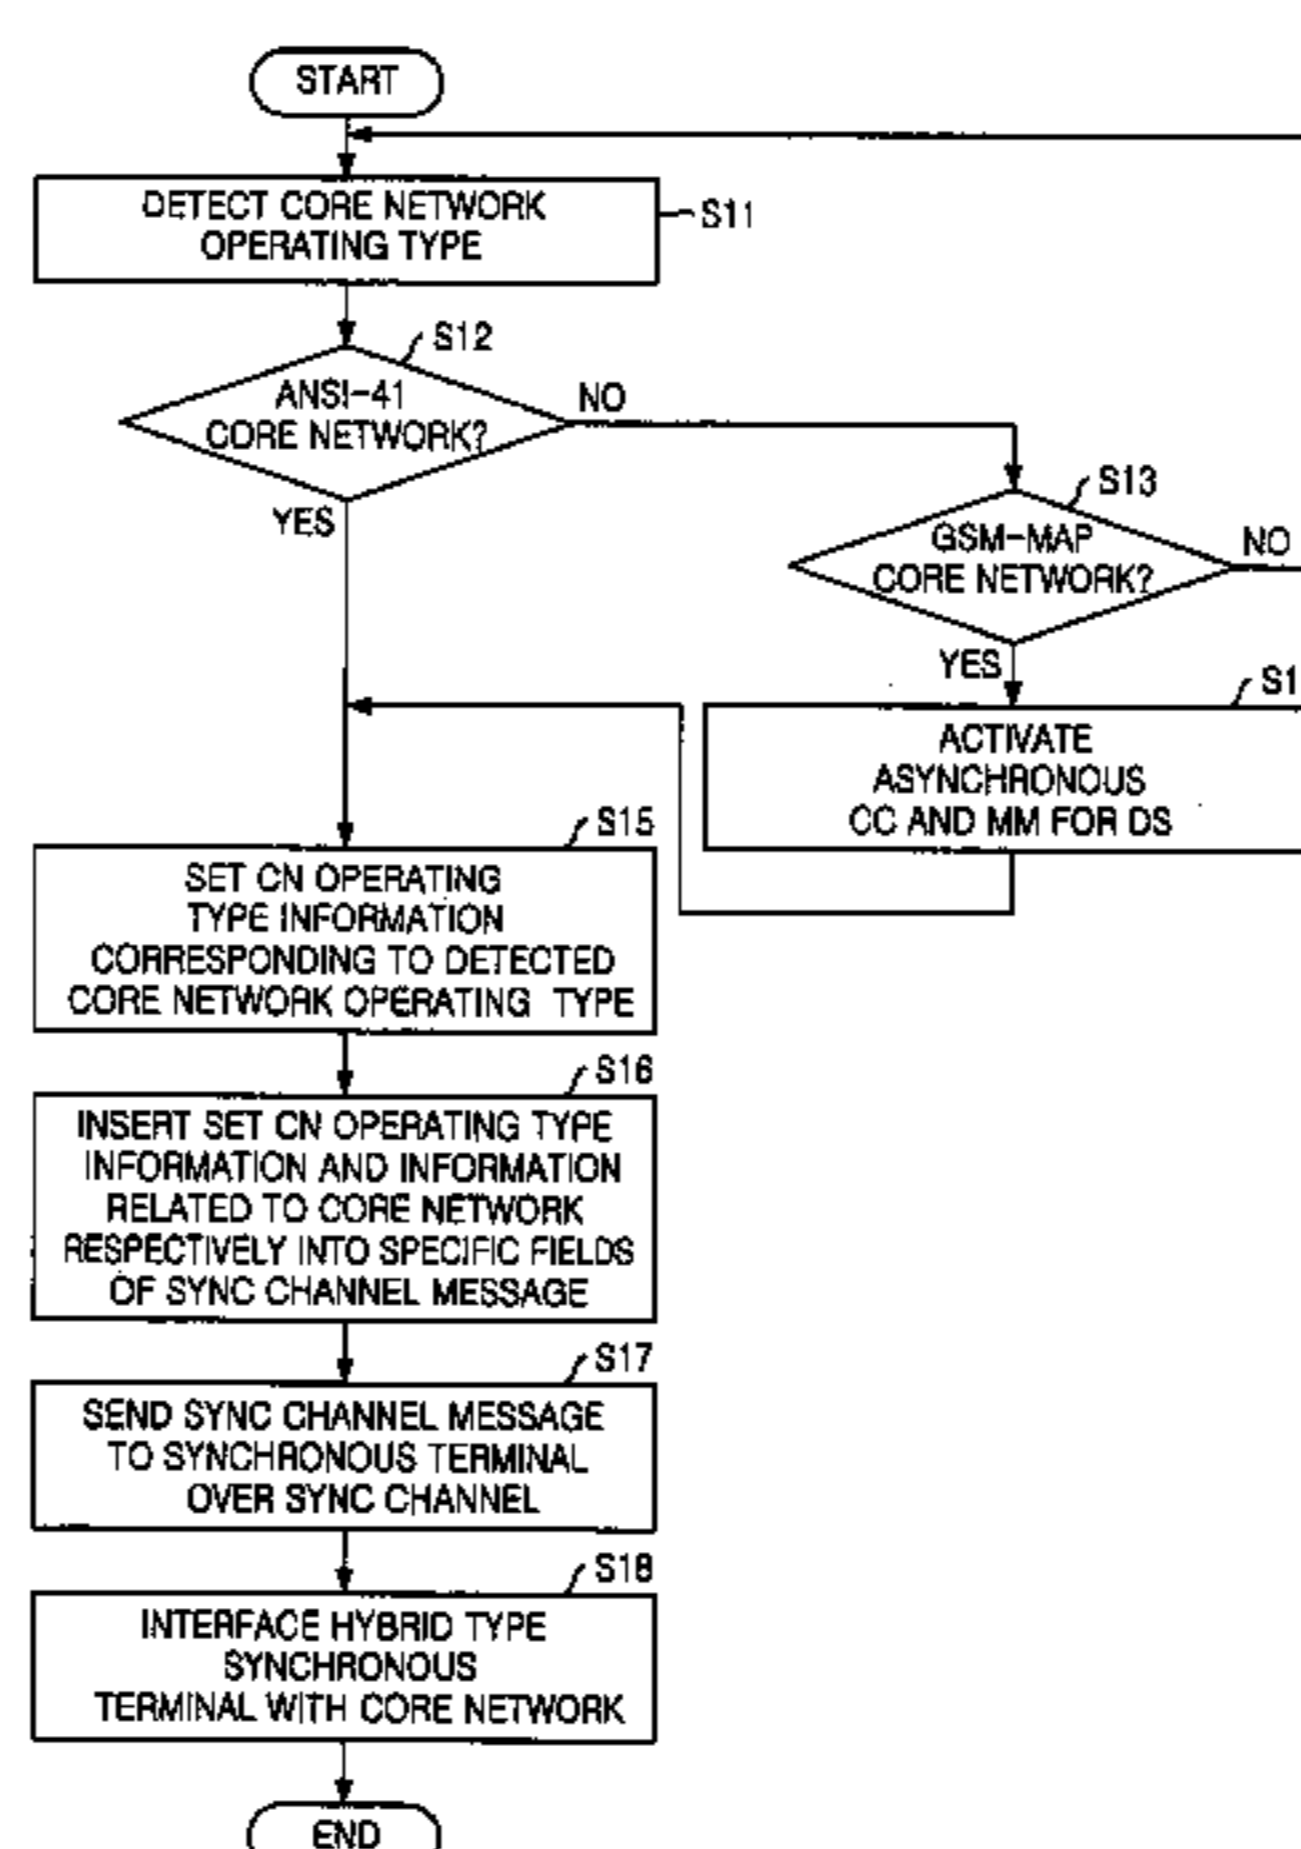 START
DETECT CORE NETWORK
OPERATING TYPE
S11
S12
ANSI-41
CORE NETWORK?
NO
YES
S13
GSM-MAP
CORE NETWORK?
NO
YES
S1
ACTIVATE
ASYNCHRONOUS
CC AND MM FOR DS
S15
SET CN OPERATING
TYPE INFORMATION
CORRESPONDING TO DETECTED
CORE NETWORK OPERATING TYPE
S16
INSERT SET CN OPERATING TYPE
INFORMATION AND INFORMATION
RELATED TO CORE NETWORK
RESPECTIVELY INTO SPECIFIC FIELDS
OF SYNC CHANNEL MESSAGE
S17
SEND SYNC CHANNEL MESSAGE
TO SYNCHRONOUS TERMINAL
OVER SYNC CHANNEL
S18
INTERFACE HYBRID TYPE
SYNCHRONOUS
TERMINAL WITH CORE NETWORK
END